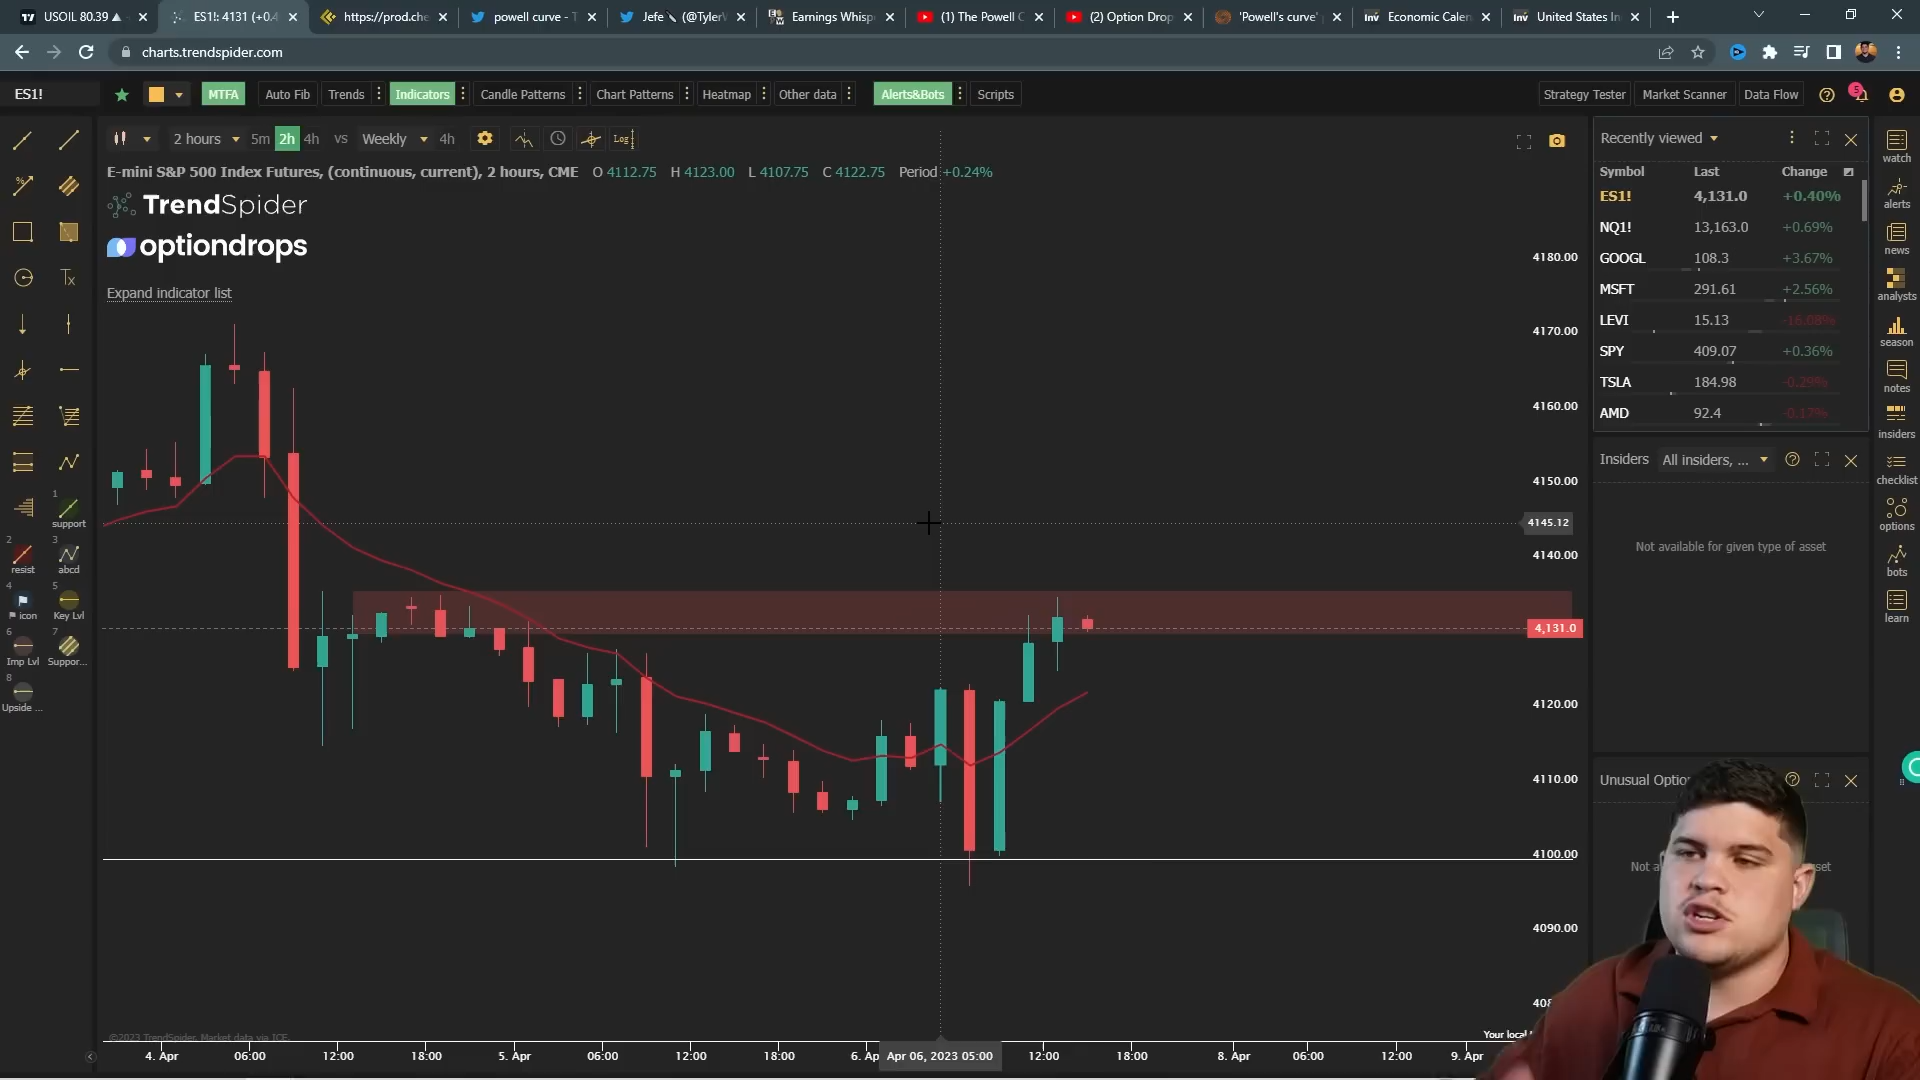 USOIL 80.39 ▲
ES1!: 4131 (+0.4
https://prod.che
powell curve - T
Jefe (@Tyler
Earnings Whisp
(1) The Powell C
(2) Option Drop
'Powell's curve'
Economic Calen
United States In
charts.trendspider.com
ES1!
MTFA
Auto Fib
Trends
Indicators
Candle Patterns
Chart Patterns
Heatmap
Other data
Alerts&Bots
Scripts
Strategy Tester
Market Scanner
Data Flow
5
2 hours
5m
2h
4h
vs
Weekly
4h
Log
E-mini S&P 500 Index Futures, (continuous, current), 2 hours, CME O 4112.75 H 4123.00 L 4107.75 C 4122.75 Period +0.24%
TrendSpider
optiondrops
Expand indicator list
Tx
1
support
2
resist
3
abcd
4
icon
5
Key Lvl
6
Imp Lvl
7
Suppor...
8
Upside ...
4180.00
4170.00
4160.00
4150.00
4145.12
4140.00
4,131.0
4120.00
4110.00
4100.00
4090.00
Recently viewed
Symbol Last Change
ES1! 4,131.0 +0.40%
NQ1! 13,163.0 +0.69%
GOOGL 108.3 +3.67%
MSFT 291.61 +2.56%
LEVI 15.13 -16.08%
SPY 409.07 +0.36%
TSLA 184.98 -0.29%
AMD 92.4 -0.17%
Insiders
All insiders, ...
Not available for given type of asset
Unusual Optio
Not a
sset
watch
alerts
news
analysts
season
notes
insiders
checklist
options
bots
learn
©2023 TrendSpider. Market data via ICE.
Your local
4. Apr
06:00
12:00
18:00
5. Apr
06:00
12:00
18:00
6. Ap
Apr 06, 2023 05:00
12:00
18:00
8. Apr
06:00
12:00
9. Apr